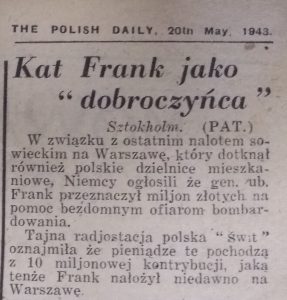 THE POLISH DAILY, 20th May, 1943.
Kat Frank jako
“ dobroczyńca ”
Sztokholm. (PAT.)
W związku z ostatnim nalotem so-
wieckim na Warszawę, który dotknął
również polskie dzielnice mieszka-
niowe, Niemcy ogłosili że gen. ub.
Frank przeznaczył miljon złotych na
pomoc bezdomnym ofiarom bombar-
dowania.
Tajna radjostacja polska “ Świt ”
oznajmiła że pieniądze te pochodzą
z 10 miljonowej kontrybucji, jaką
tenże Frank nałożył niedawno na
Warszawę.